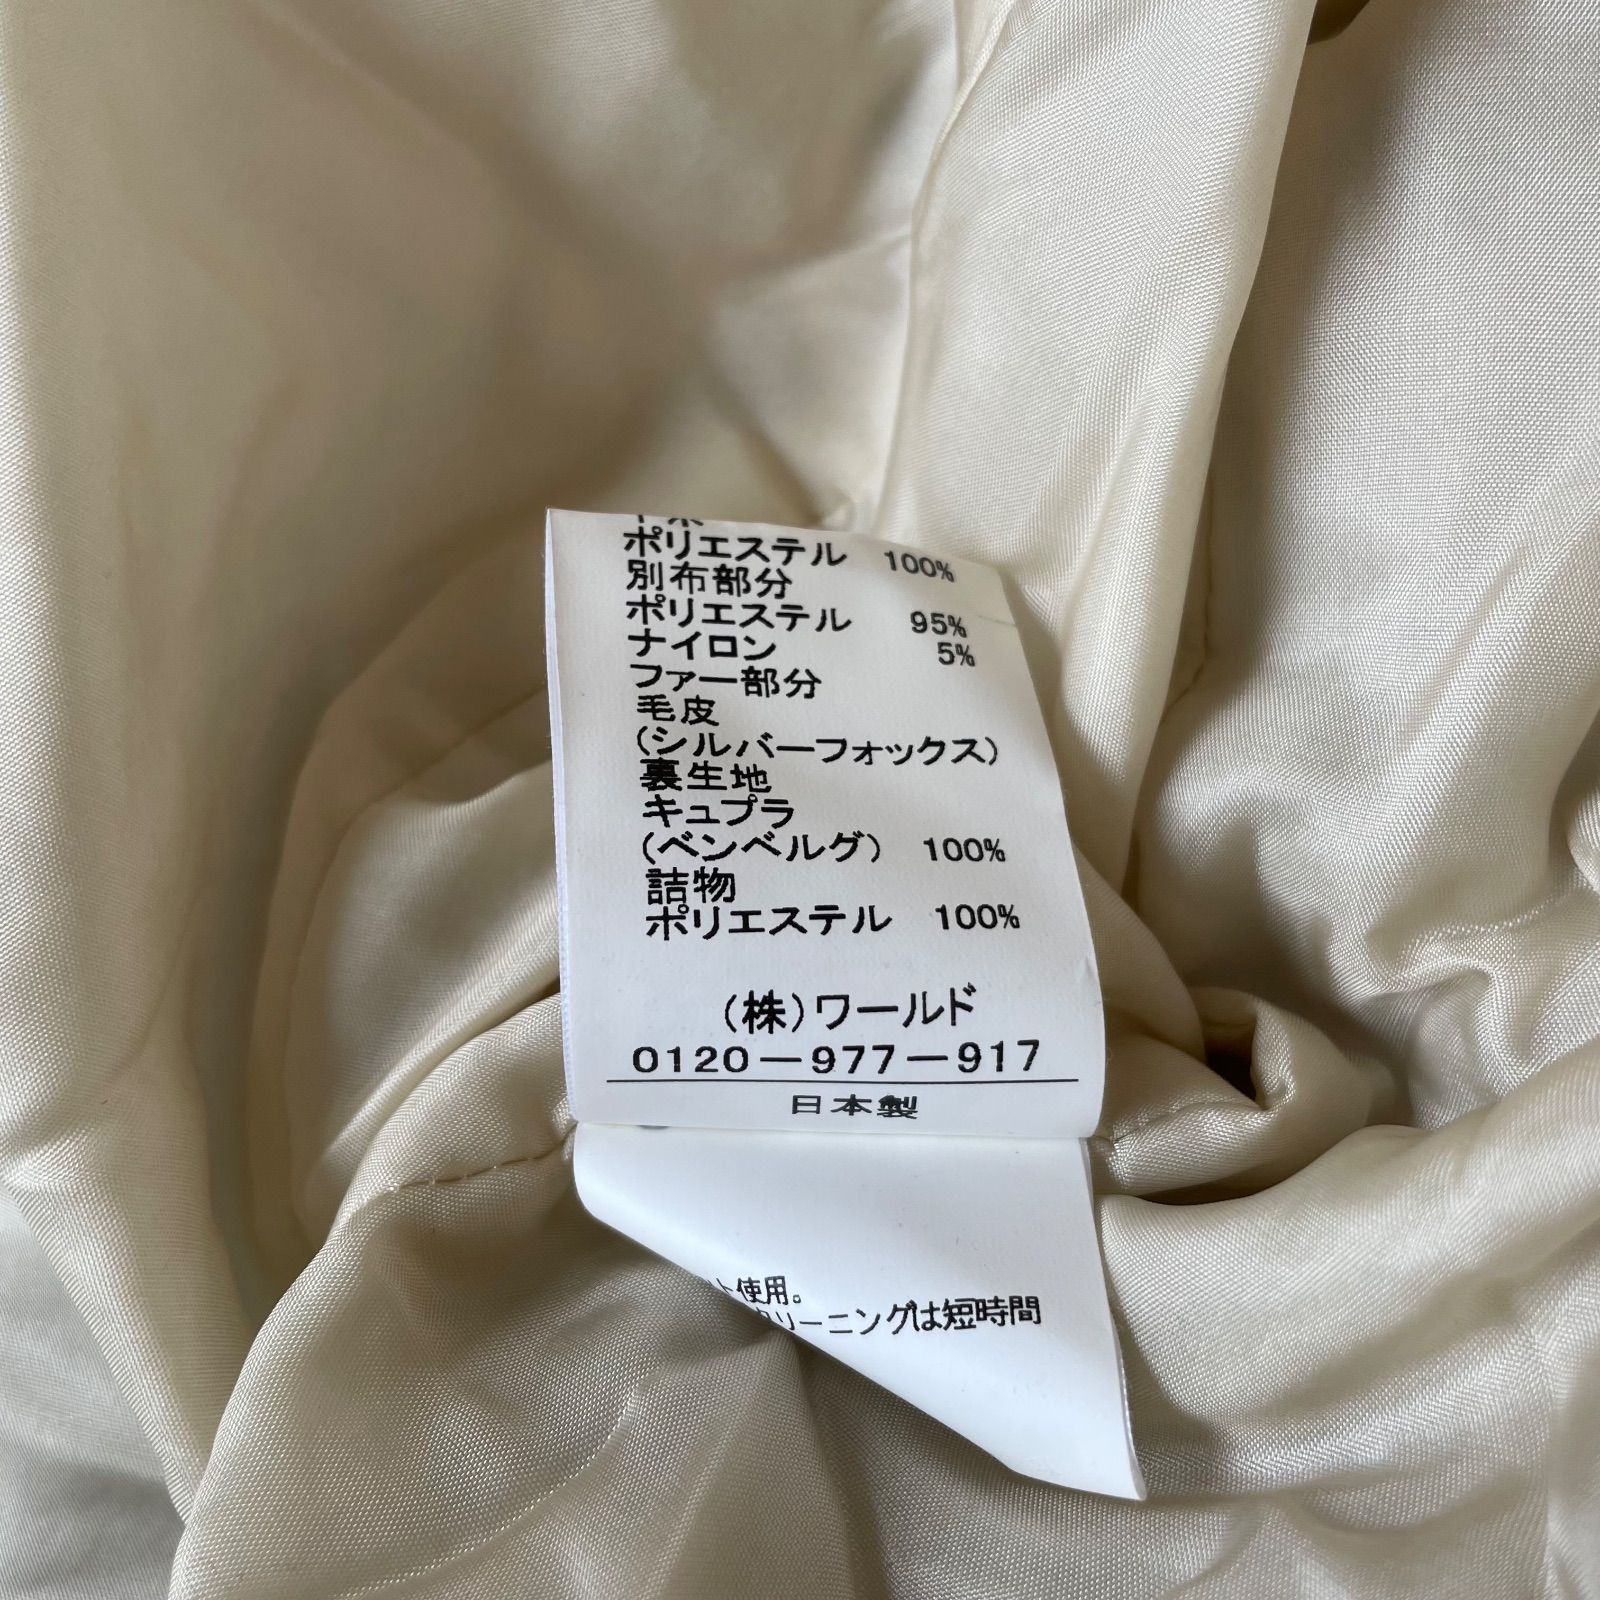 ポリエステル 100%
別布部分
ポリエステル 95%
ナイロン 5%
ファー部分
毛皮
(シルバーフォックス)
裏生地
キュプラ
(ベンベルグ) 100%
詰物
ポリエステル 100%
(株)ワールド
0120-977-917
日本製
使用。
リーニングは短時間